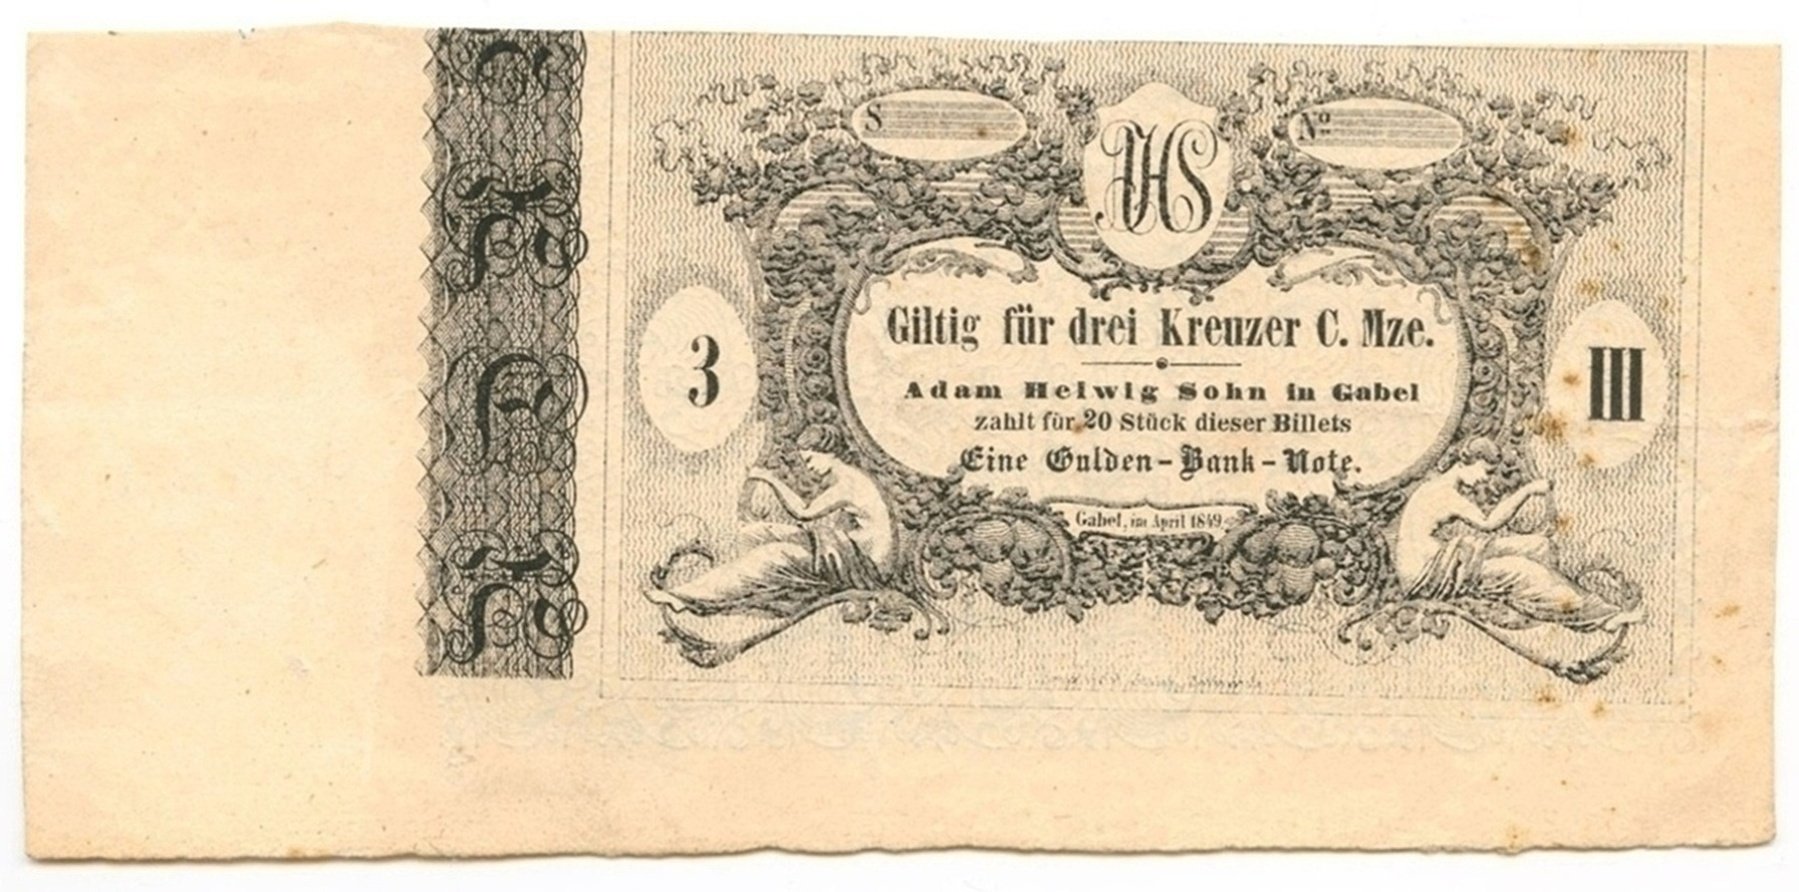 S
Nº
AHS
Giltig für drei Kreuzer C. Mze.
3
III
Adam Helwig Sohn in Gabel
zahlt für 20 Stück dieser Billets
Eine Gulden-Bank-Note.
Gabel, im April 1849.